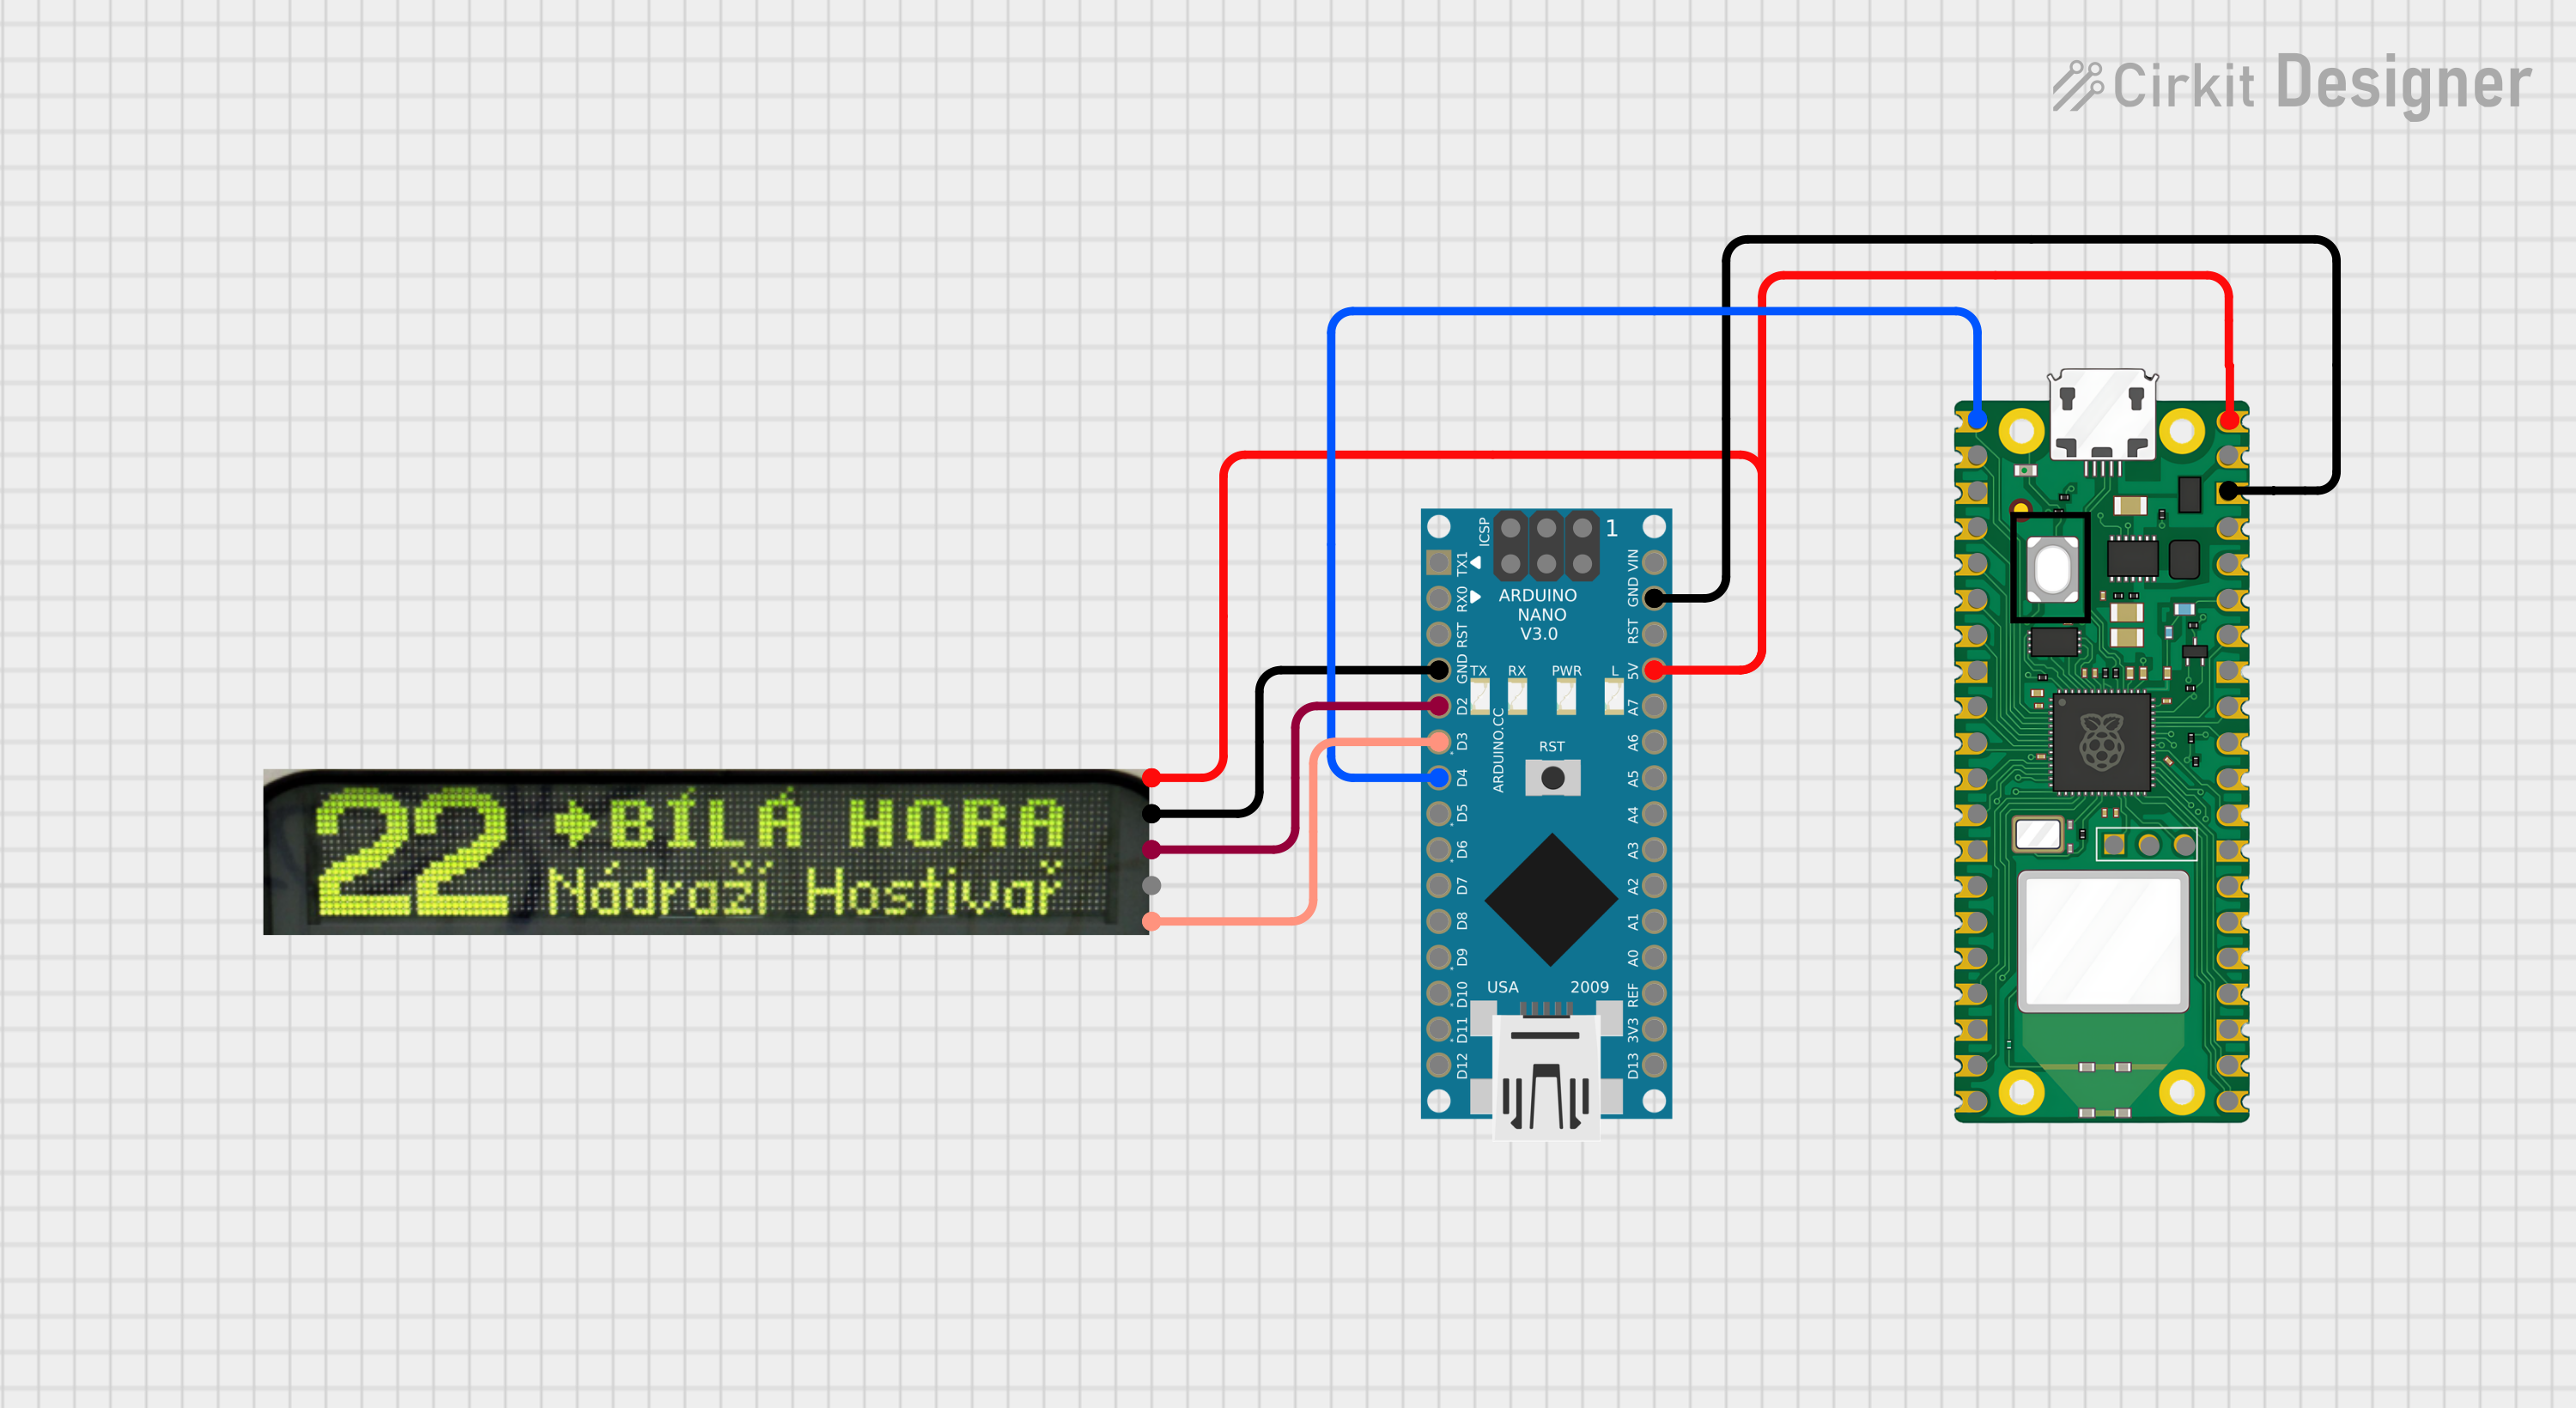 Cirkit Designer
ICSP
1
TX1
RX0
RST
GND
D2
D3
D4
D5
D6
D7
D8
D9
D10
D11
D12
ARDUINO
NANO
V3.0
TX RX PWR L
RST
ARDUINO.CC
USA 2009
VIN
GND
RST
5V
A7
A6
A5
A4
A3
A2
A1
A0
REF
3V3
D13
22 → BÍLÁ HORA
Nádraží Hostivař